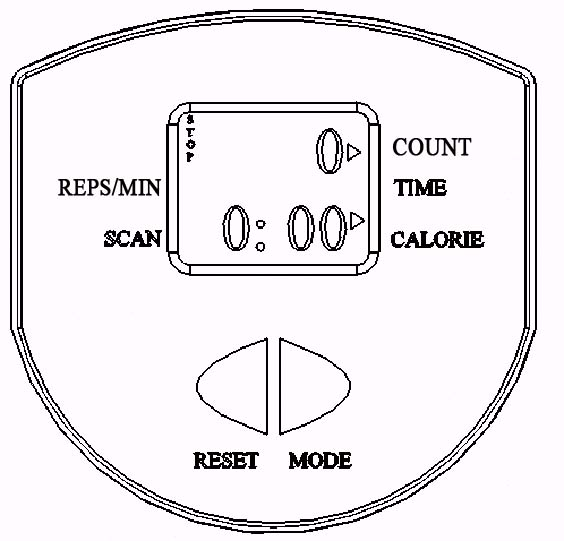 STOP
0 COUNT
REPS/MIN TIME
0:00
SCAN CALORIE
RESET MODE